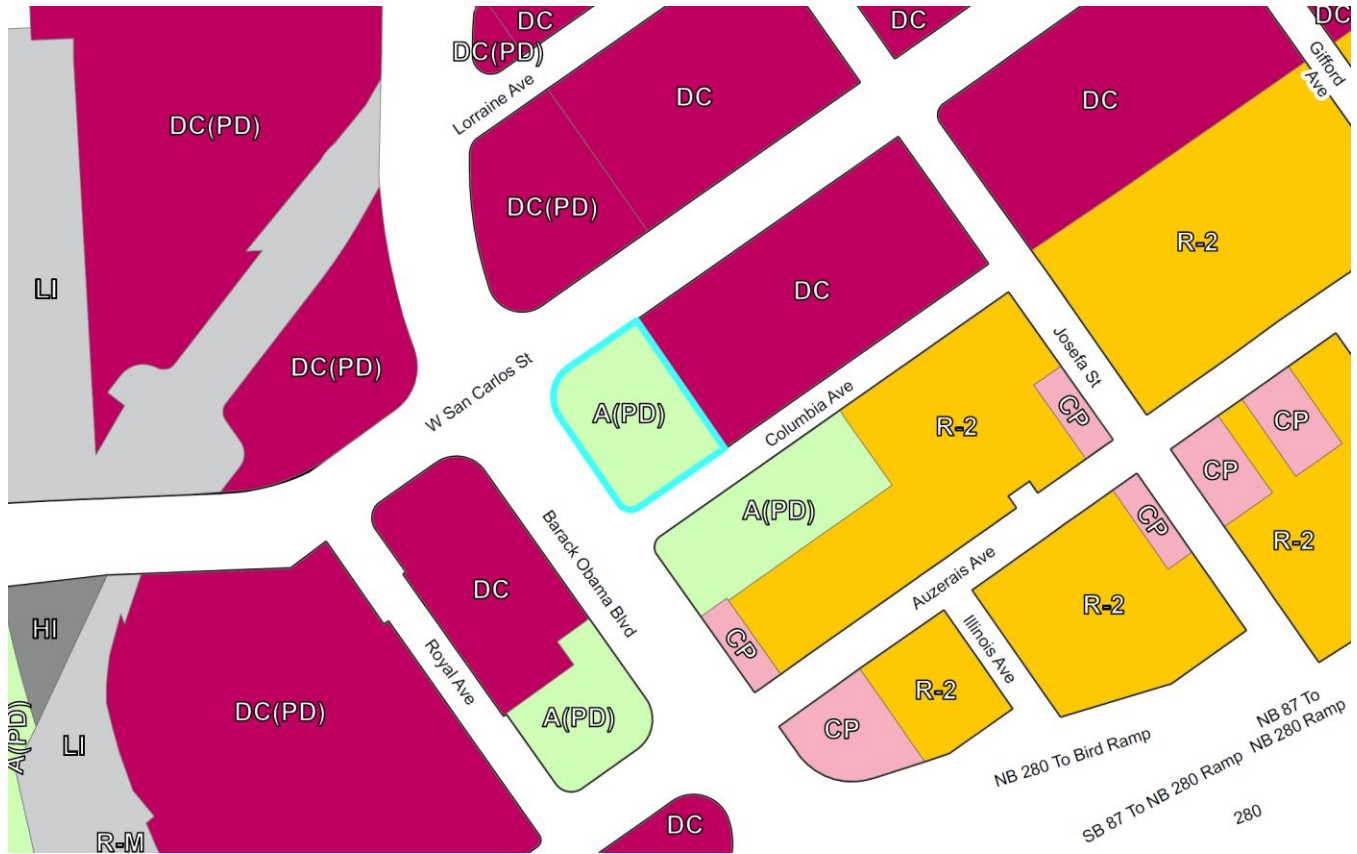 DC
DC
DC
DC(PD)
Gifford
Ave
Lorraine Ave
DC
DC
DC(PD)
DC(PD)
R-2
LI
DC
DC(PD)
W San Carlos St
Josefa St
A(PD)
Columbia Ave
R-2
CP
CP
CP
A(PD)
Barack Obama Blvd
CP
R-2
Auzerais Ave
DC
R-2
HI
CP
Illinois Ave
Royal Ave
R-2
A(PD)
DC(PD)
A(PD)
CP
LI
NB 280 To Bird Ramp
NB 87 To
NB 280 Ramp
SB 87 To NB 280 Ramp
280
DC
R-M